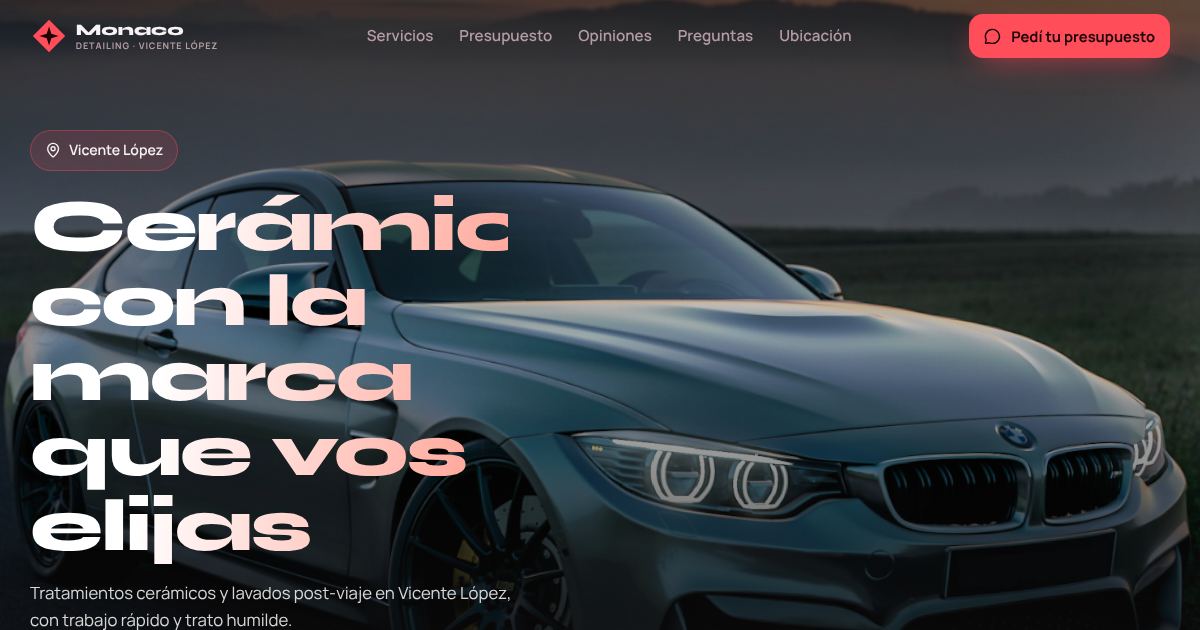 Monaco
DETAILING · VICENTE LÓPEZ
Servicios
Presupuesto
Opiniones
Preguntas
Ubicación
Pedí tu presupuesto
Vicente López
Cerámic
con la
marca
que vos
elijas
Tratamientos cerámicos y lavados post-viaje en Vicente López,
con trabajo rápido y trato humilde.